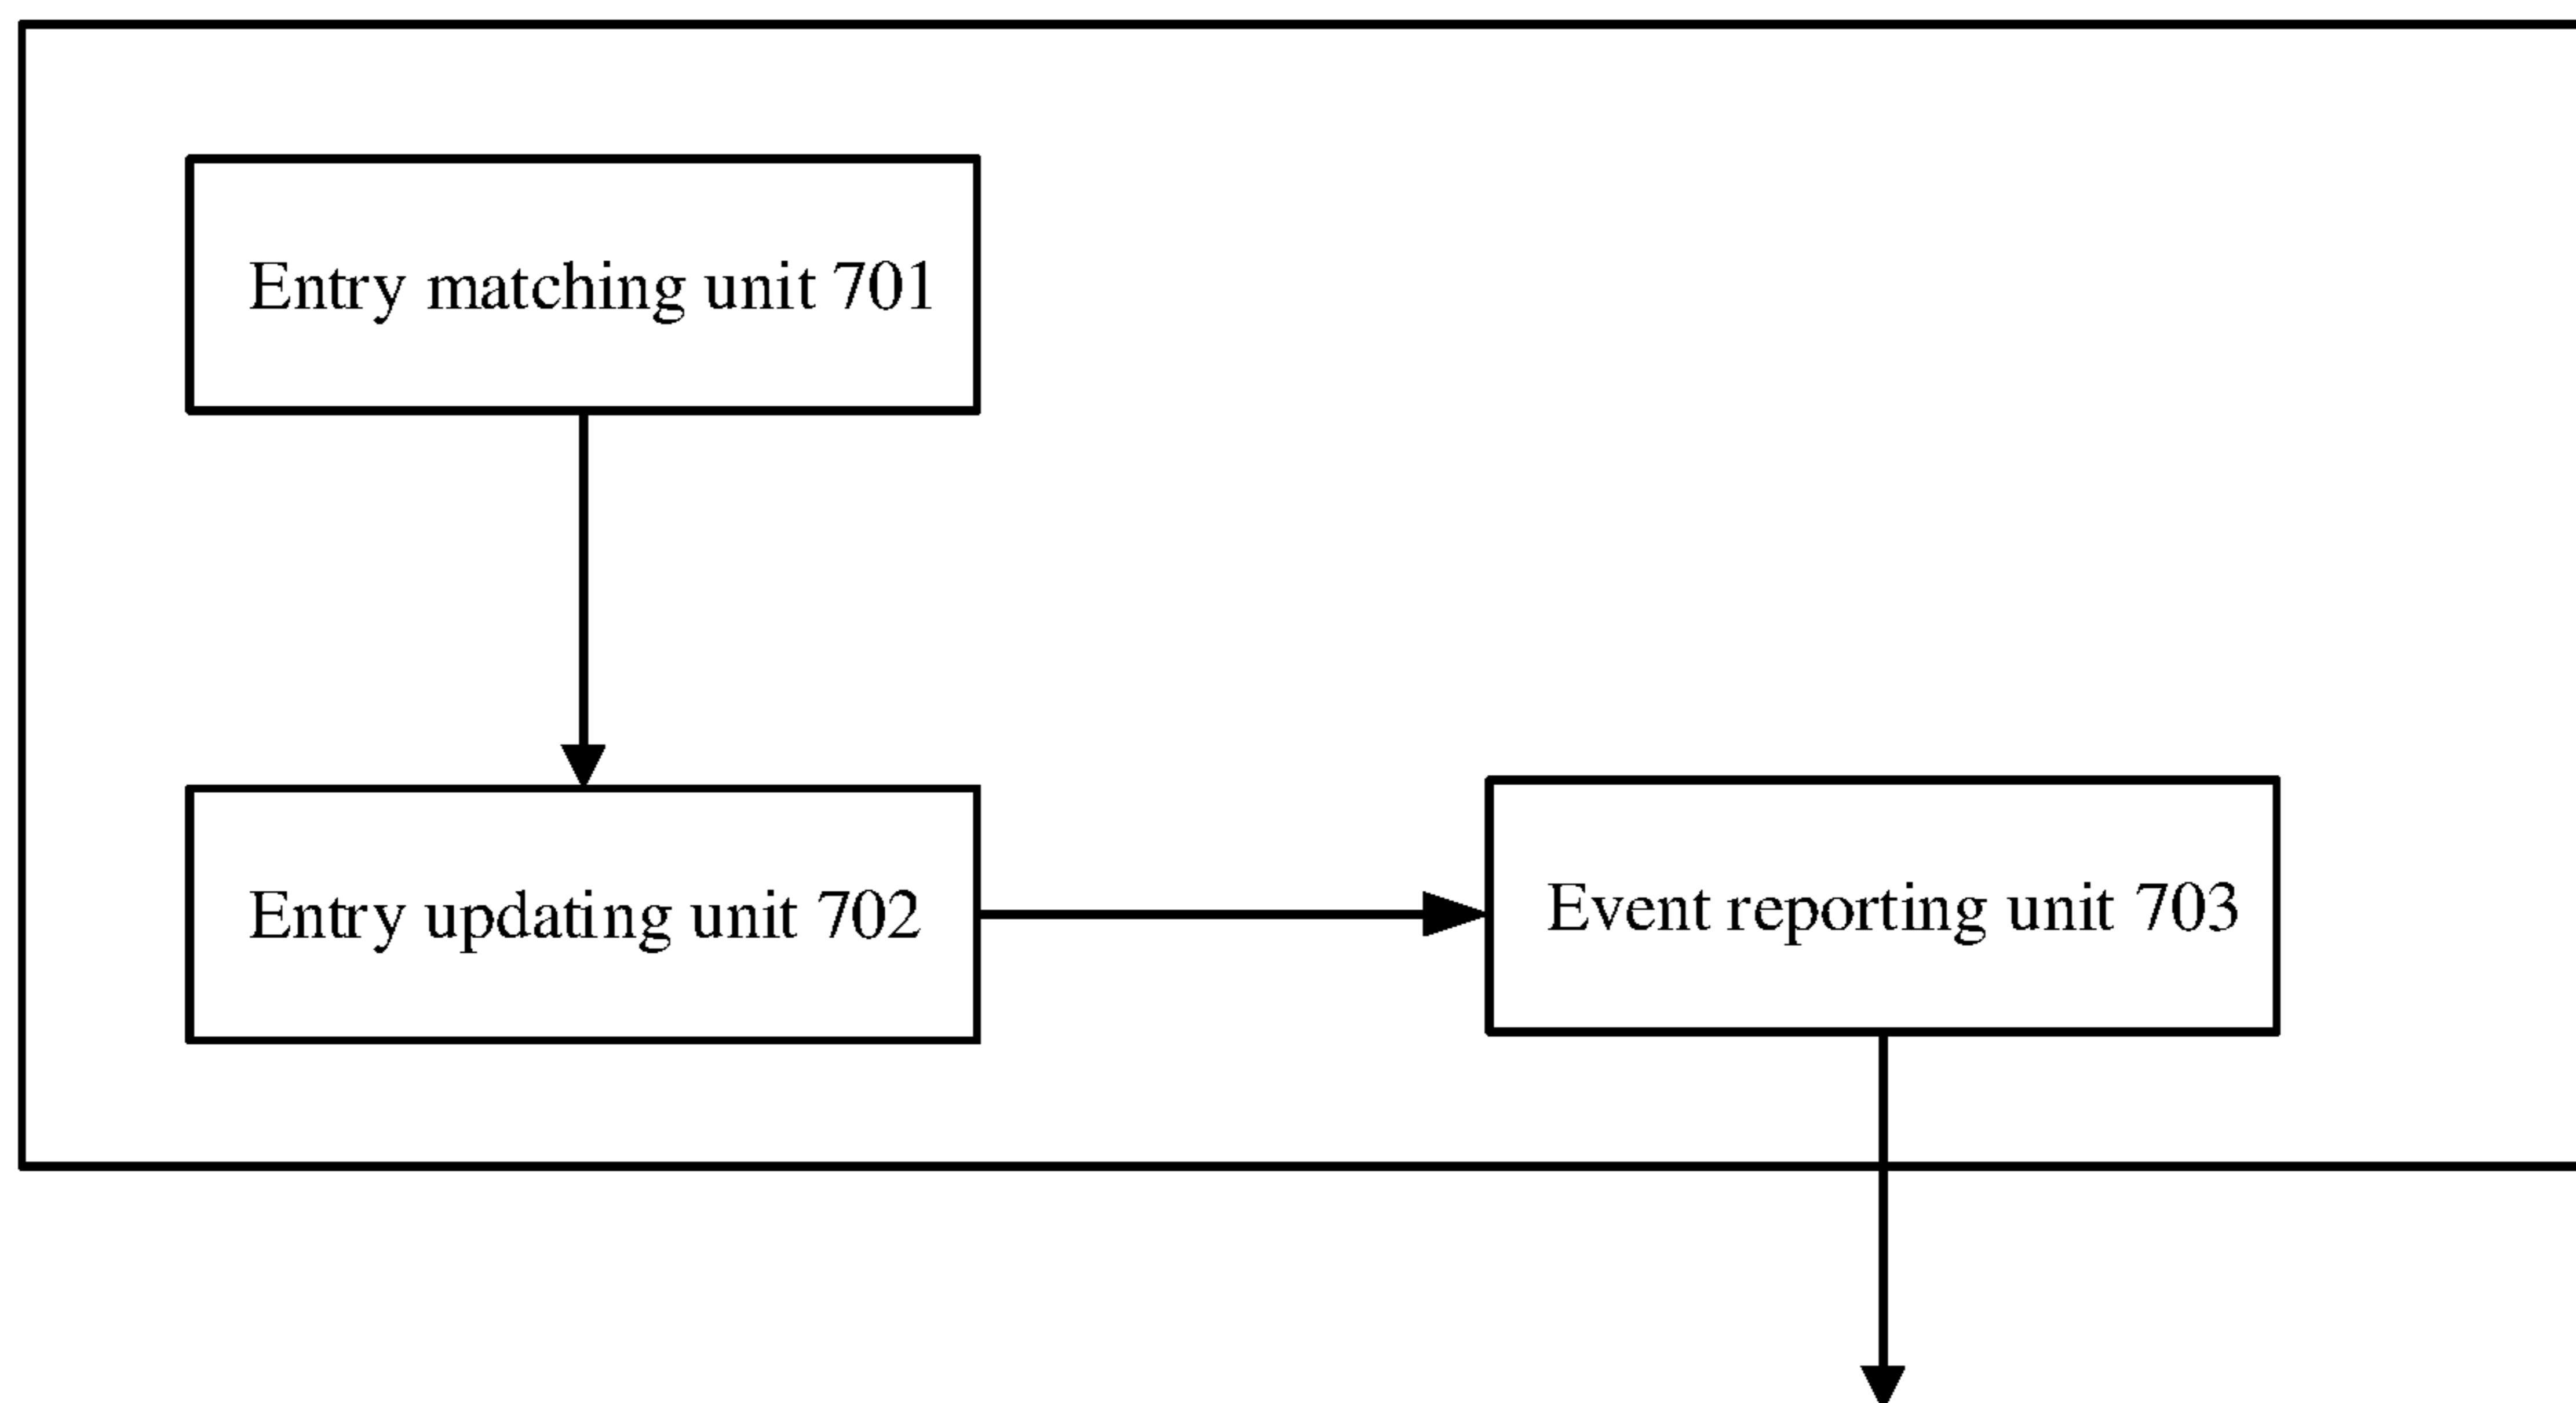 Entry matching unit 701
Entry updating unit 702
Event reporting unit 703